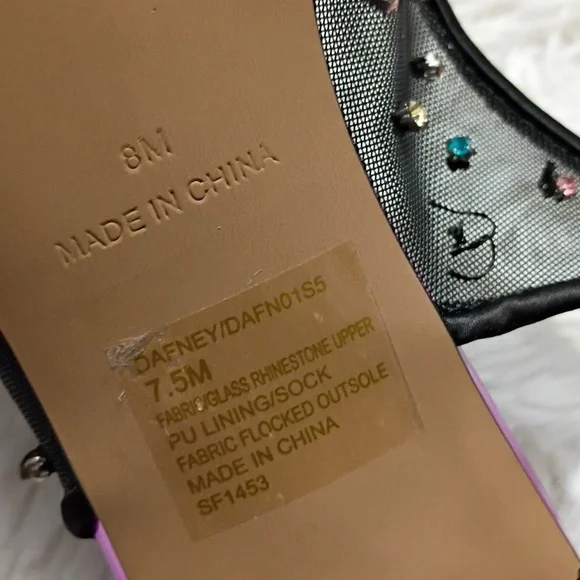 8M
MADE IN CHINA
DAFNEY/DAFN01S5
7.5M
FABRIC/GLASS RHINESTONE UPPER
PU LINING/SOCK
FABRIC FLOCKED OUTSOLE
MADE IN CHINA
SF1453